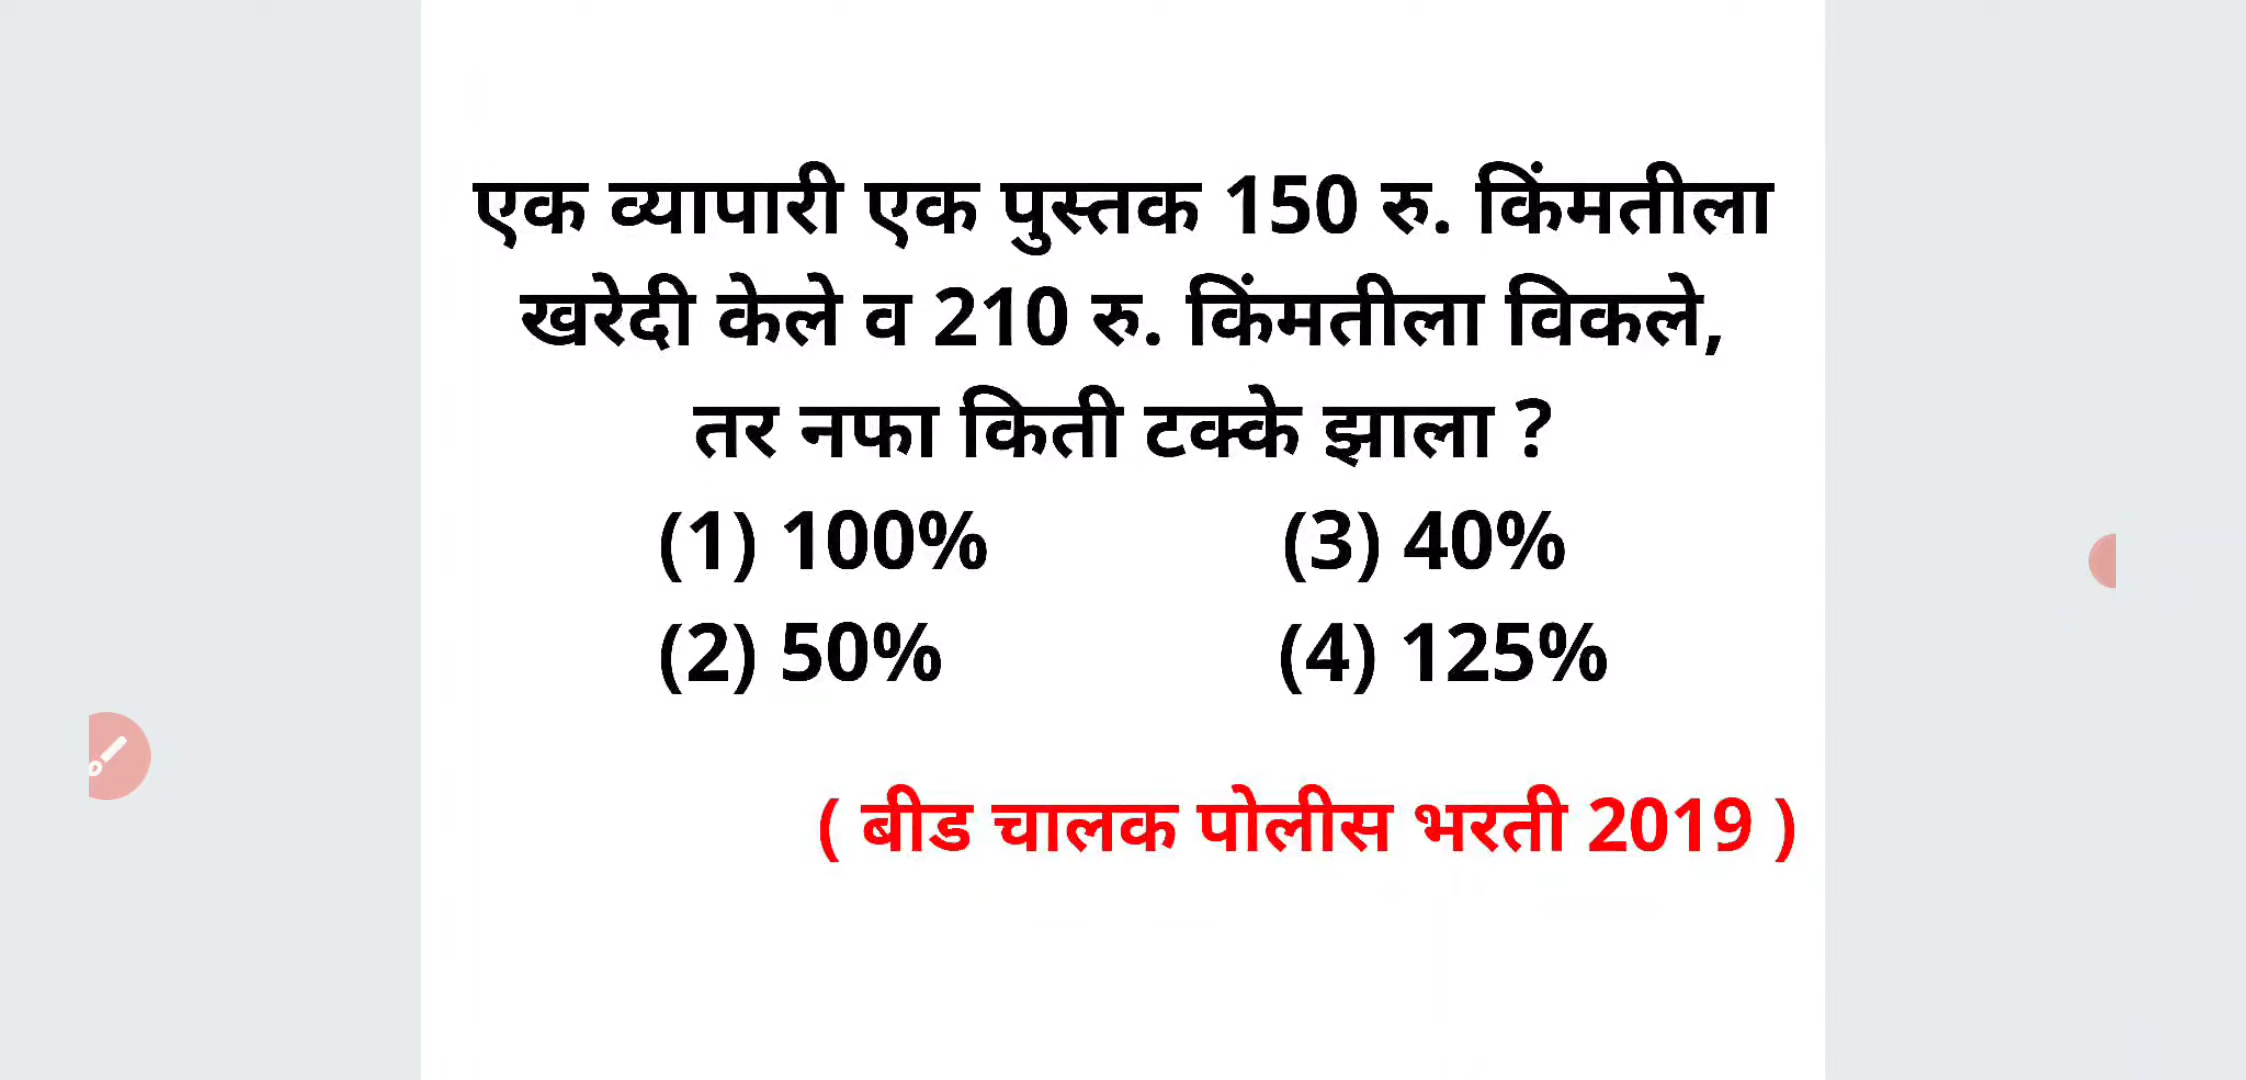 एक व्यापारी एक पुस्तक 150 रु. किंमतीला
खरेदी केले व 210 रु. किंमतीला विकले,
तर नफा किती टक्के झाला ?
(1) 100% (3) 40%
(2) 50% (4) 125%
( बीड चालक पोलीस भरती 2019 )